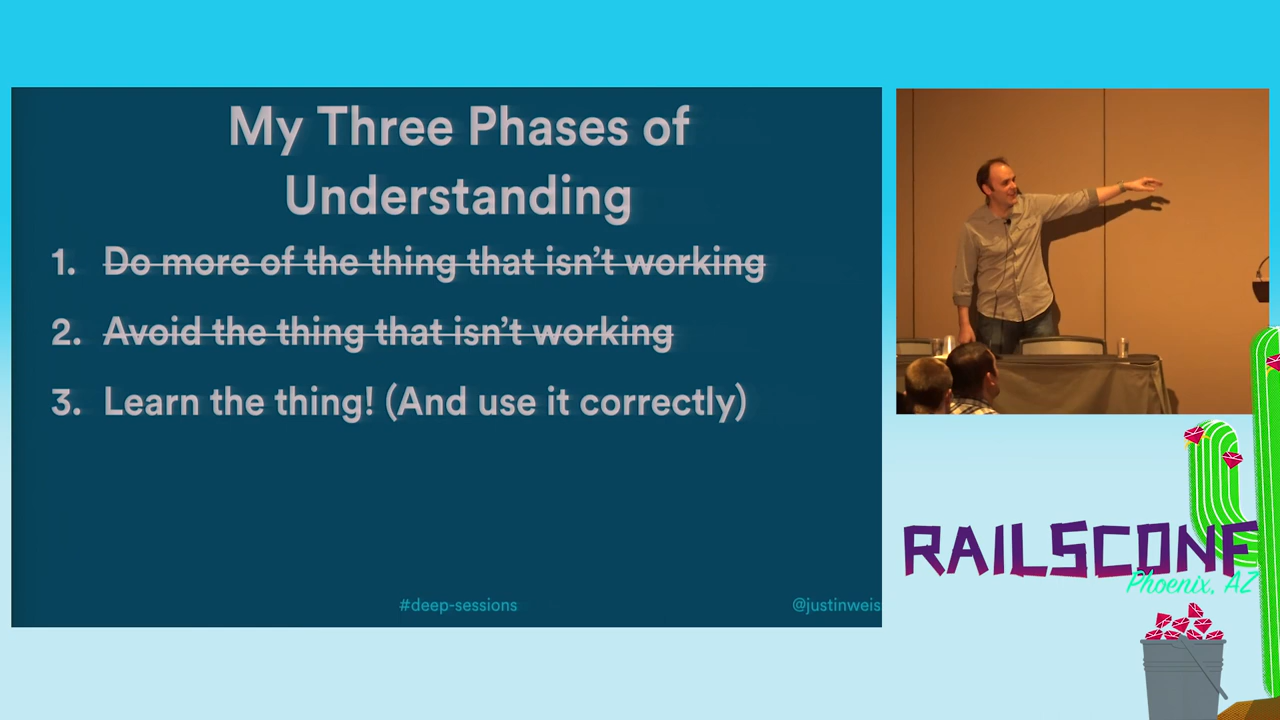 My Three Phases of
Understanding
1. Do more of the thing that isn't working
2. Avoid the thing that isn't working
3. Learn the thing! (And use it correctly)
#deep-sessions
@justinweis
RAILSCONF
Phoenix, AZ